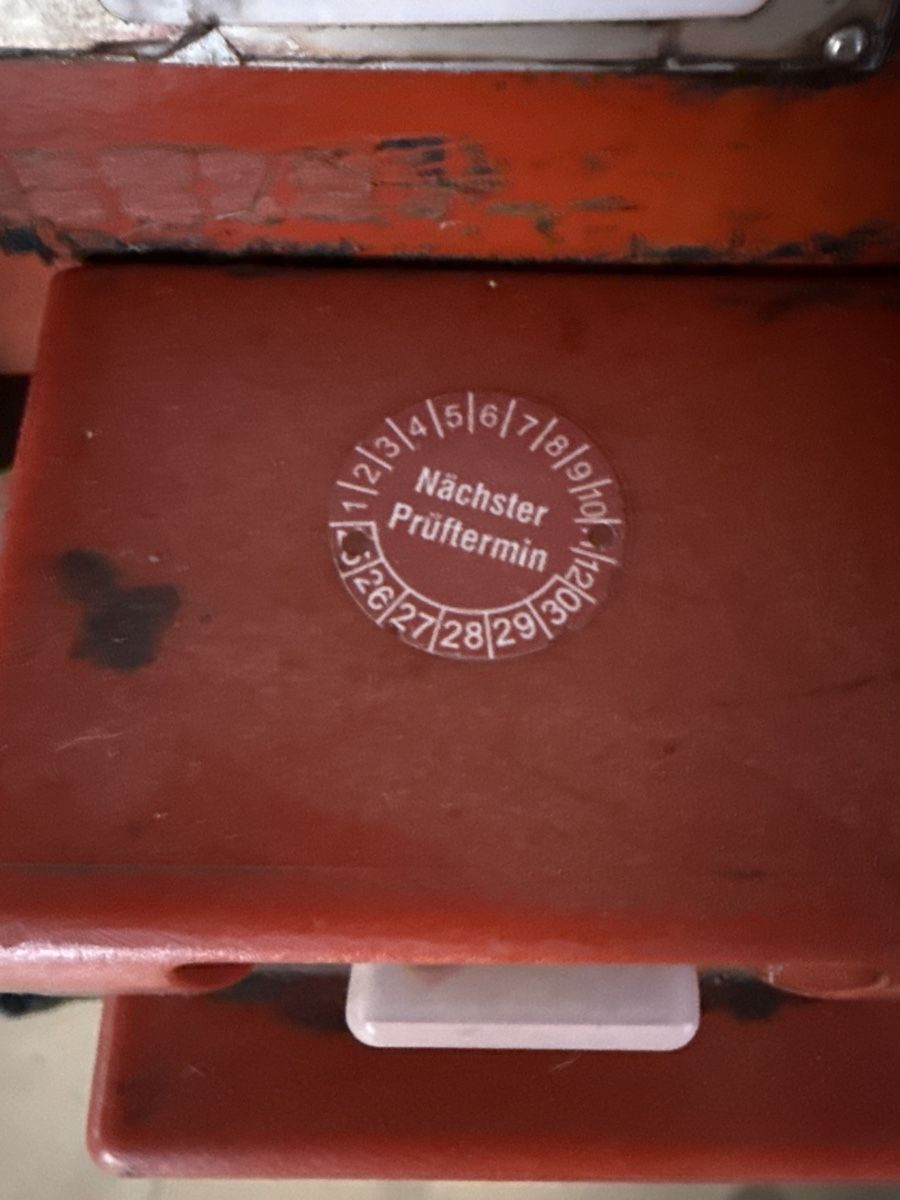 1 2 3 4 5 6 7 8 9 10 12
Nächster
Prüftermin
26 27 28 29 30